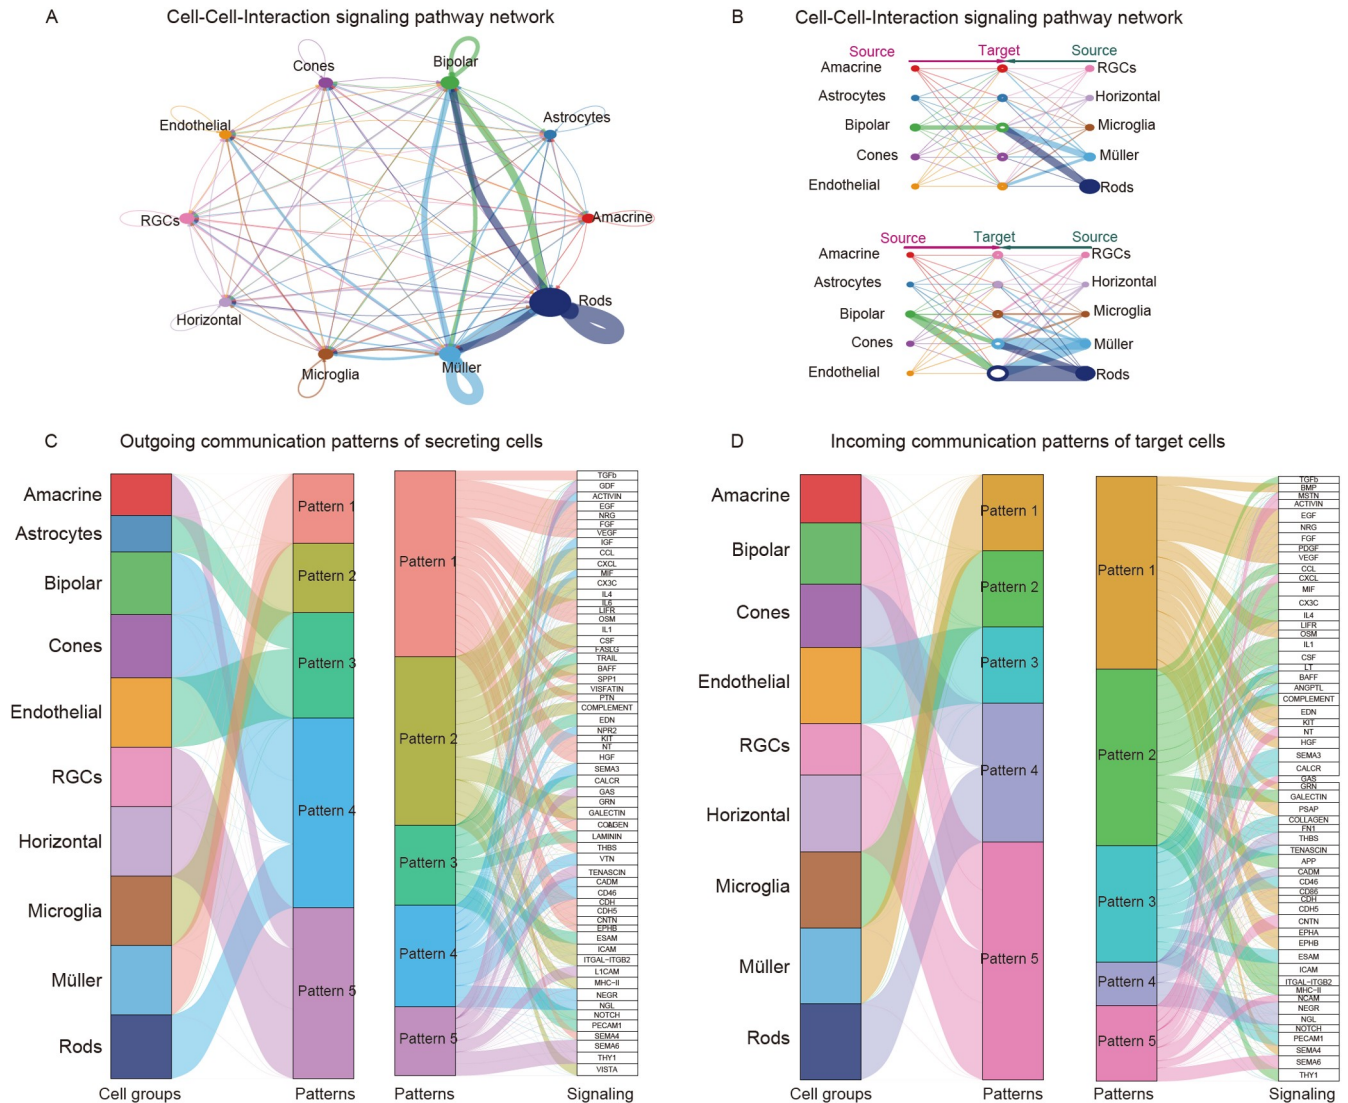 A
Cell-Cell-Interaction signaling pathway network
Cones
Bipolar
Endothelial
Astrocytes
RGCs
Amacrine
Horizontal
Rods
Microglia
Müller
B
Cell-Cell-Interaction signaling pathway network
Source
Target
Source
Amacrine
RGCs
Astrocytes
Horizontal
Bipolar
Microglia
Cones
Müller
Endothelial
Rods
Source
Target
Source
Amacrine
RGCs
Astrocytes
Horizontal
Bipolar
Microglia
Cones
Müller
Endothelial
Rods
C
Outgoing communication patterns of secreting cells
Amacrine
Astrocytes
Bipolar
Cones
Endothelial
RGCs
Horizontal
Microglia
Müller
Rods
Pattern 1
Pattern 2
Pattern 3
Pattern 4
Pattern 5
Pattern 1
Pattern 2
Pattern 3
Pattern 4
Pattern 5
TGFb
GDF
ACTIVIN
EGF
NRG
FGF
VEGF
IGF
CCL
CXCL
MIF
CX3C
IL4
IL6
LIFR
OSM
IL1
CSF
FASLG
TRAIL
BAFF
SPP1
VISFATIN
PTN
COMPLEMENT
EDN
NPR2
KIT
NT
HGF
SEMA3
CALCR
GAS
GRN
GALECTIN
COLLAGEN
LAMININ
THBS
VTN
TENASCIN
CADM
CD46
CDH
CDH5
CNTN
EPHB
ESAM
ICAM
ITGAL-ITGB2
L1CAM
MHC-II
NEGR
NGL
NOTCH
PECAM1
SEMA4
SEMA6
THY1
VISTA
Cell groups
Patterns
Patterns
Signaling
D
Incoming communication patterns of target cells
Amacrine
Bipolar
Cones
Endothelial
RGCs
Horizontal
Microglia
Müller
Rods
Pattern 1
Pattern 2
Pattern 3
Pattern 4
Pattern 5
Pattern 1
Pattern 2
Pattern 3
Pattern 4
Pattern 5
TGFb
BMP
MSTN
ACTIVIN
EGF
NRG
FGF
PDGF
VEGF
CCL
CXCL
MIF
CX3C
IL4
LIFR
OSM
IL1
CSF
LT
BAFF
ANGPTL
COMPLEMENT
EDN
KIT
NT
HGF
SEMA3
CALCR
GAS
GRN
GALECTIN
PSAP
COLLAGEN
FN1
THBS
TENASCIN
APP
CADM
CD46
CD86
CDH
CDH5
CNTN
EPHA
EPHB
ESAM
ICAM
ITGAL-ITGB2
MHC-II
NCAM
NEGR
NGL
NOTCH
PECAM1
SEMA4
SEMA6
THY1
Cell groups
Patterns
Patterns
Signaling